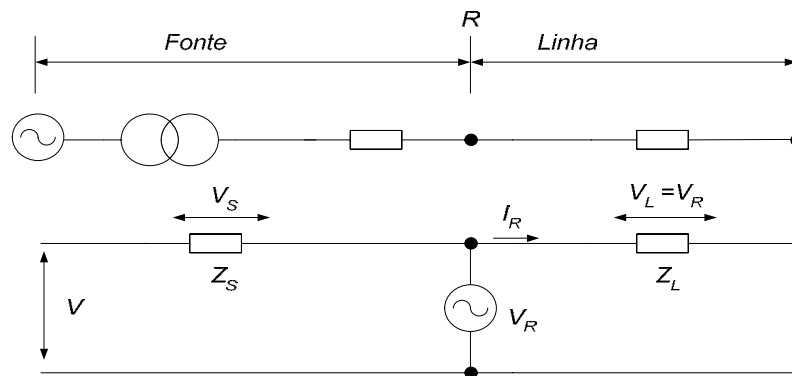 R
Fonte
Linha
V_S
V_L = V_R
I_R
Z_S
Z_L
V
V_R